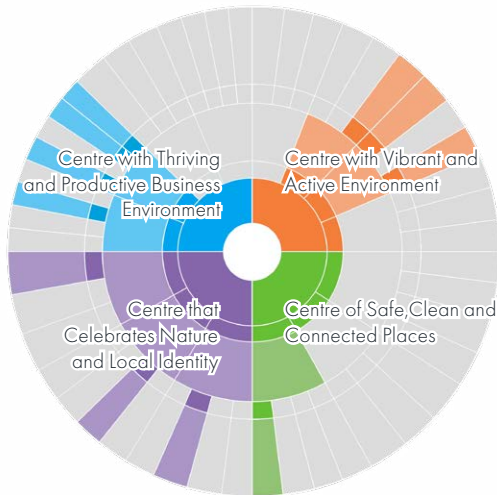 Centre with Thriving
and Productive Business
Environment
Centre with Vibrant and
Active Environment
Centre that
Celebrates Nature
and Local Identity
Centre of Safe,Clean and
Connected Places